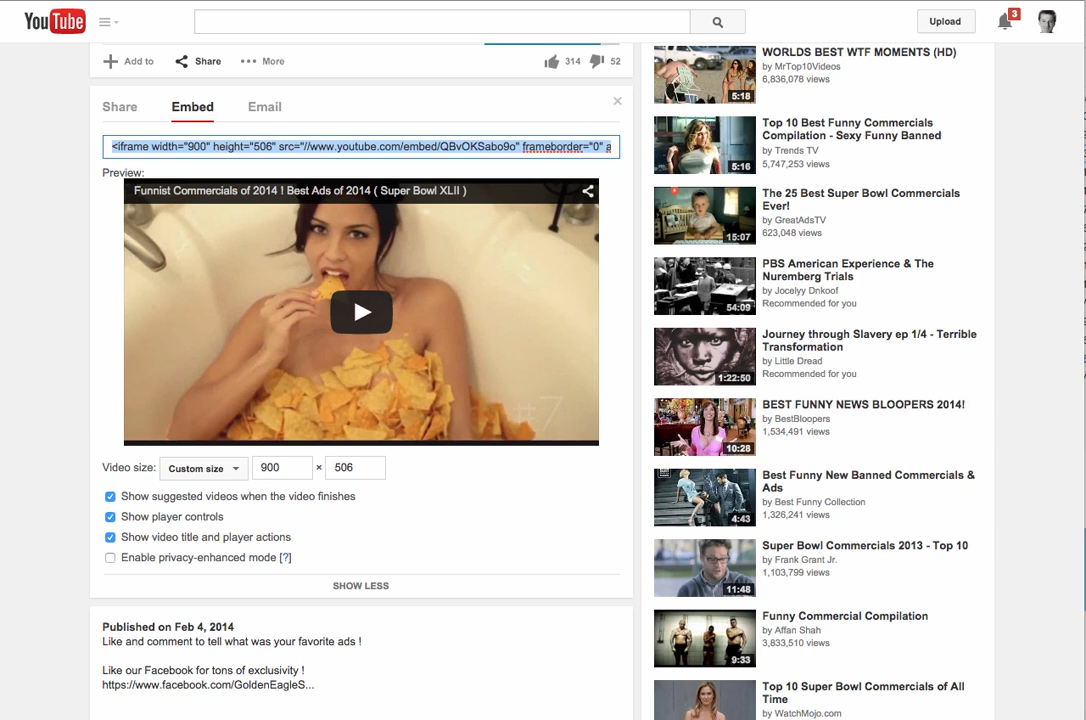 YouTube
Upload
3
Add to
Share
More
314
52
Share
Embed
Email
<iframe width="900" height="506" src="//www.youtube.com/embed/QBvOKSabo9o" frameborder="0" a
Preview:
Funnist Commercials of 2014 ! Best Ads of 2014 ( Super Bowl XLII )
#7
Video size:
Custom size
900
×
506
Show suggested videos when the video finishes
Show player controls
Show video title and player actions
Enable privacy-enhanced mode [?]
SHOW LESS
Published on Feb 4, 2014
Like and comment to tell what was your favorite ads !
Like our Facebook for tons of exclusivity !
https://www.facebook.com/GoldenEagleS...
WORLDS BEST WTF MOMENTS (HD)
by MrTop10Videos
6,836,078 views
5:18
Top 10 Best Funny Commercials
Compilation - Sexy Funny Banned
by Trends TV
5,747,253 views
5:16
The 25 Best Super Bowl Commercials
Ever!
by GreatAdsTV
623,048 views
15:07
PBS American Experience & The
Nuremberg Trials
by Jocelyy Dnkoof
Recommended for you
54:09
Journey through Slavery ep 1/4 - Terrible
Transformation
by Little Dread
Recommended for you
1:22:50
BEST FUNNY NEWS BLOOPERS 2014!
by BestBloopers
1,534,491 views
10:28
Best Funny New Banned Commercials &
Ads
by Best Funny Collection
1,326,241 views
4:43
Super Bowl Commercials 2013 - Top 10
by Frank Grant Jr.
1,103,799 views
11:48
Funny Commercial Compilation
by Affan Shah
3,833,510 views
9:33
Top 10 Super Bowl Commercials of All
Time
by WatchMojo.com